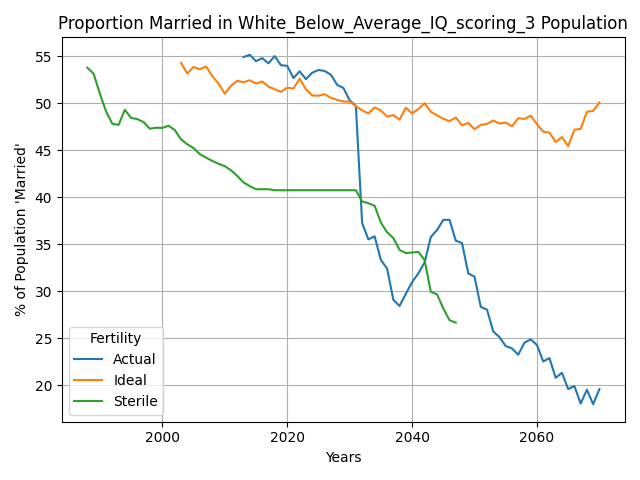 Proportion Married in White_Below_Average_IQ_scoring_3 Population
% of Population 'Married'
55
50
45
40
35
30
25
20
Fertility
Actual
Ideal
Sterile
2000
2020
2040
2060
Years